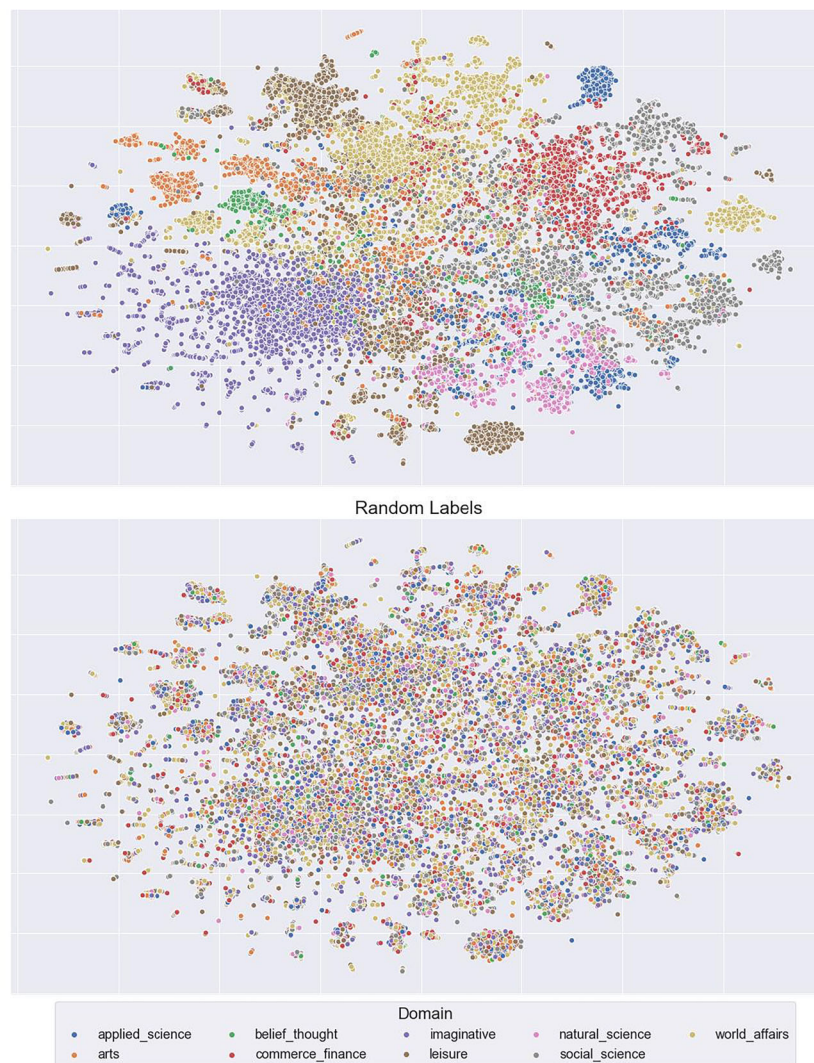 Random Labels
Domain
applied_science belief_thought imaginative natural_science world_affairs
arts commerce_finance leisure social_science